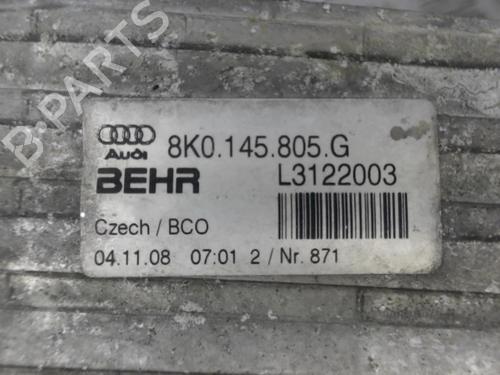 B-PARTS
Audi 8K0.145.805.G
BEHR L3122003
Czech / BCO
04.11.08 07:01 2 / Nr. 871